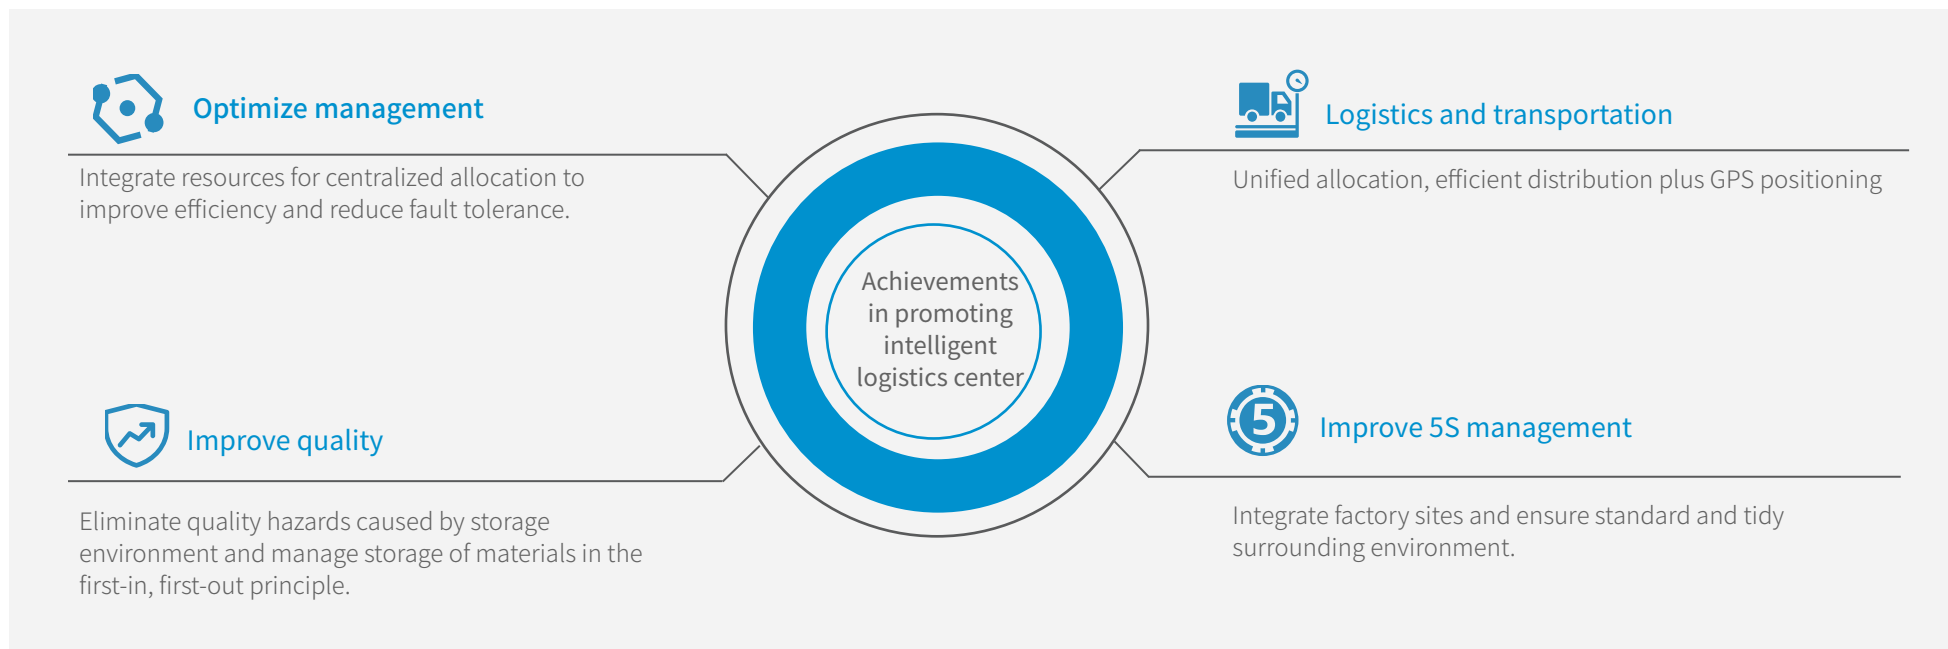 Optimize management
Integrate resources for centralized allocation to
improve efficiency and reduce fault tolerance.
Logistics and transportation
Unified allocation, efficient distribution plus GPS positioning
Achievements
in promoting
intelligent
logistics center
Improve quality
Eliminate quality hazards caused by storage
environment and manage storage of materials in the
first-in, first-out principle.
5
Improve 5S management
Integrate factory sites and ensure standard and tidy
surrounding environment.